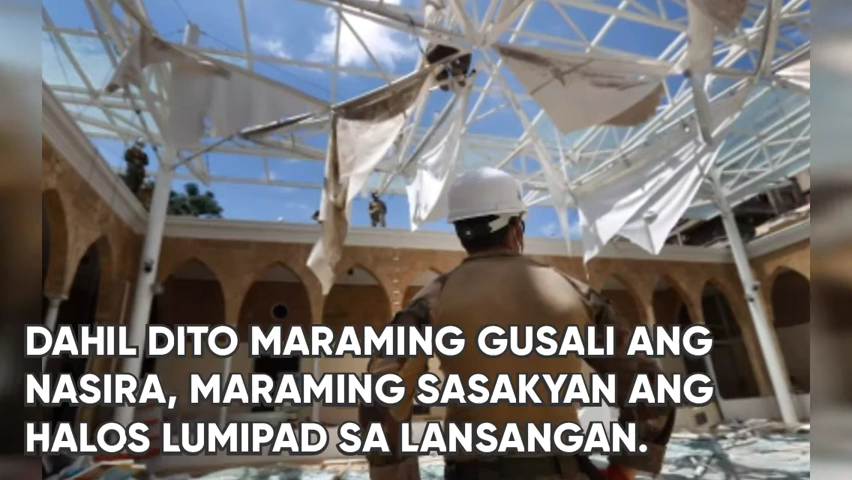 DAHIL DITO MARAMING GUSALI ANG
NASIRA, MARAMING SASAKYAN ANG
HALOS LUMIPAD SA LANSANGAN.